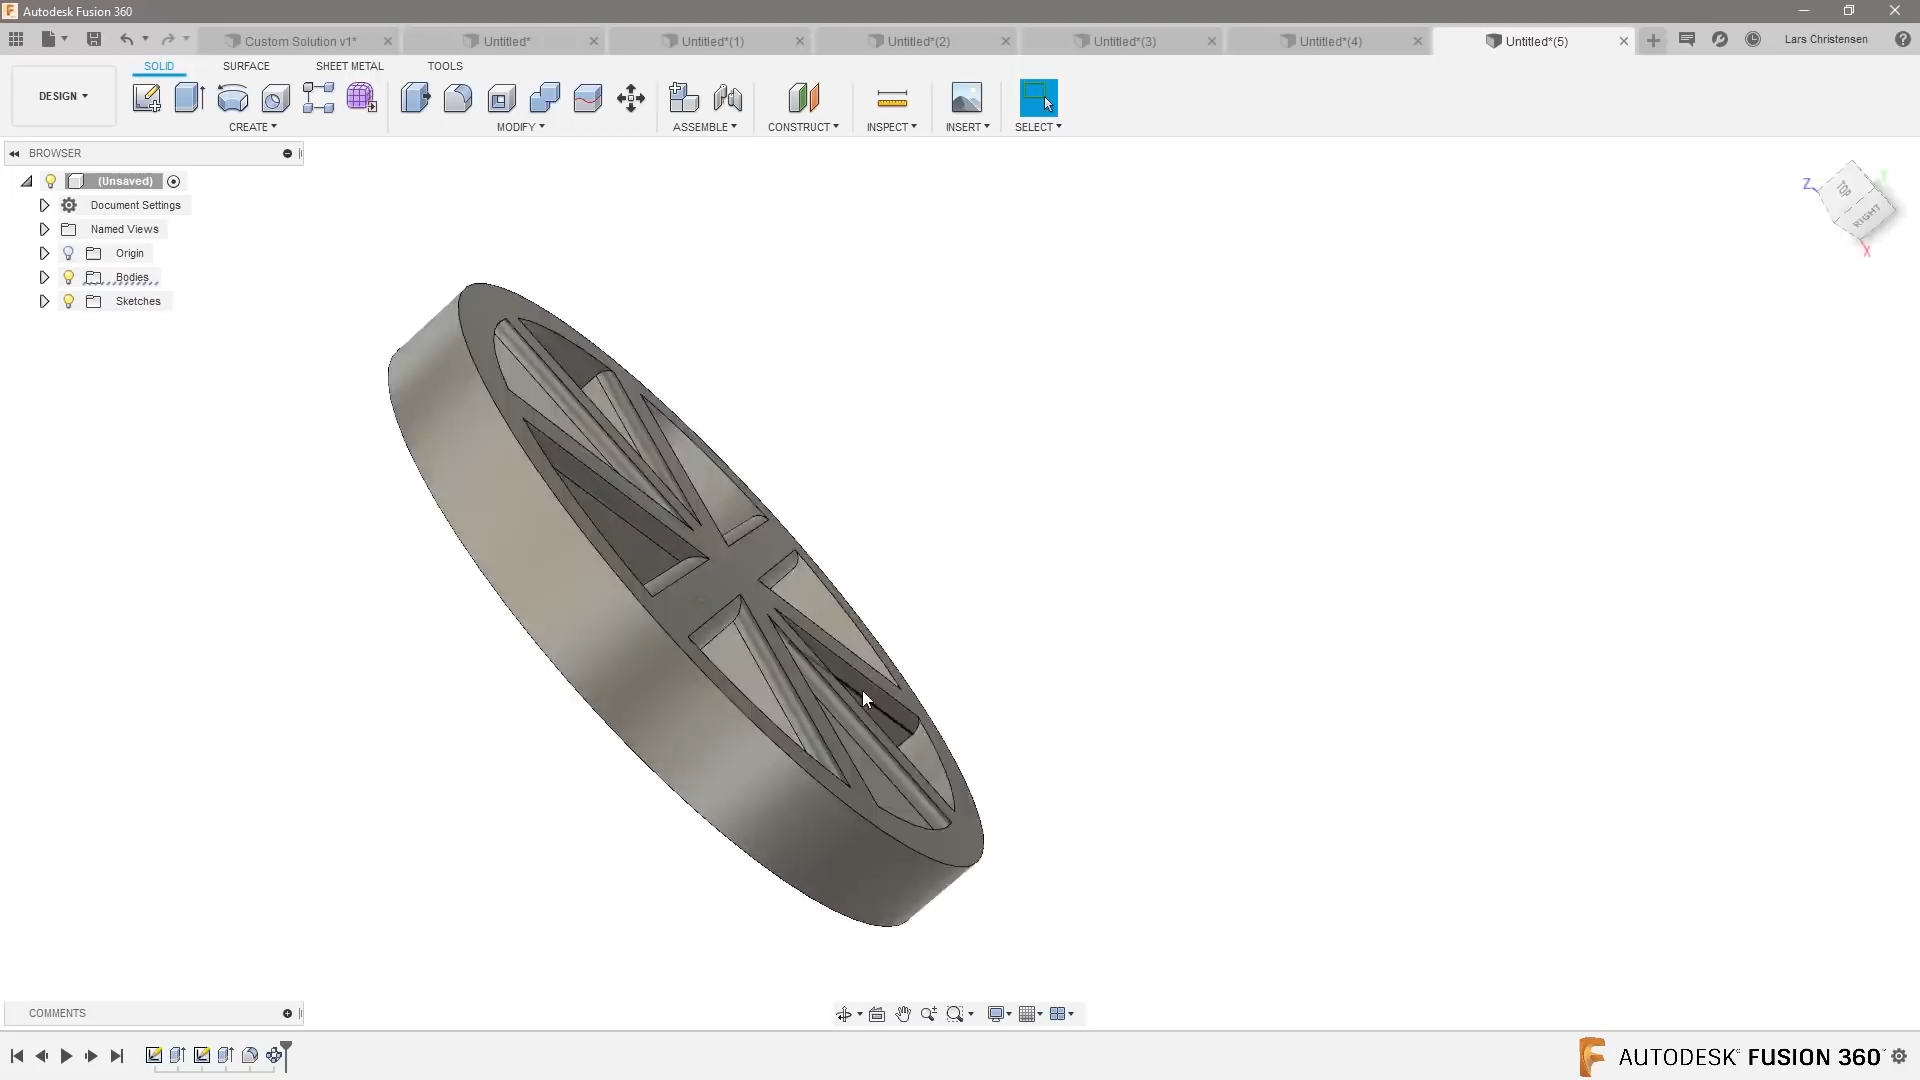 Autodesk Fusion 360
Custom Solution v1*
Untitled*
Untitled*(1)
Untitled*(2)
Untitled*(3)
Untitled*(4)
Untitled*(5)
Lars Christensen
DESIGN
SOLID
SURFACE
SHEET METAL
TOOLS
CREATE
MODIFY
ASSEMBLE
CONSTRUCT
INSPECT
INSERT
SELECT
BROWSER
(Unsaved)
Document Settings
Named Views
Origin
Bodies
Sketches
Z
TOP
RIGHT
X
COMMENTS
AUTODESK FUSION 360